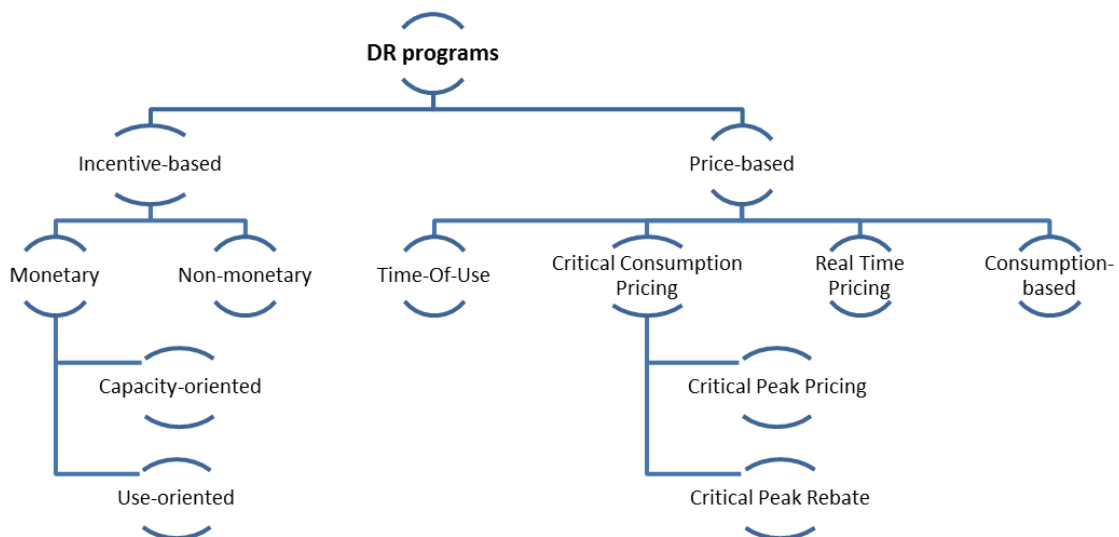 DR programs
Incentive-based
Price-based
Monetary
Non-monetary
Time-Of-Use
Critical Consumption
Pricing
Real Time
Pricing
Consumption-
based
Capacity-oriented
Critical Peak Pricing
Use-oriented
Critical Peak Rebate